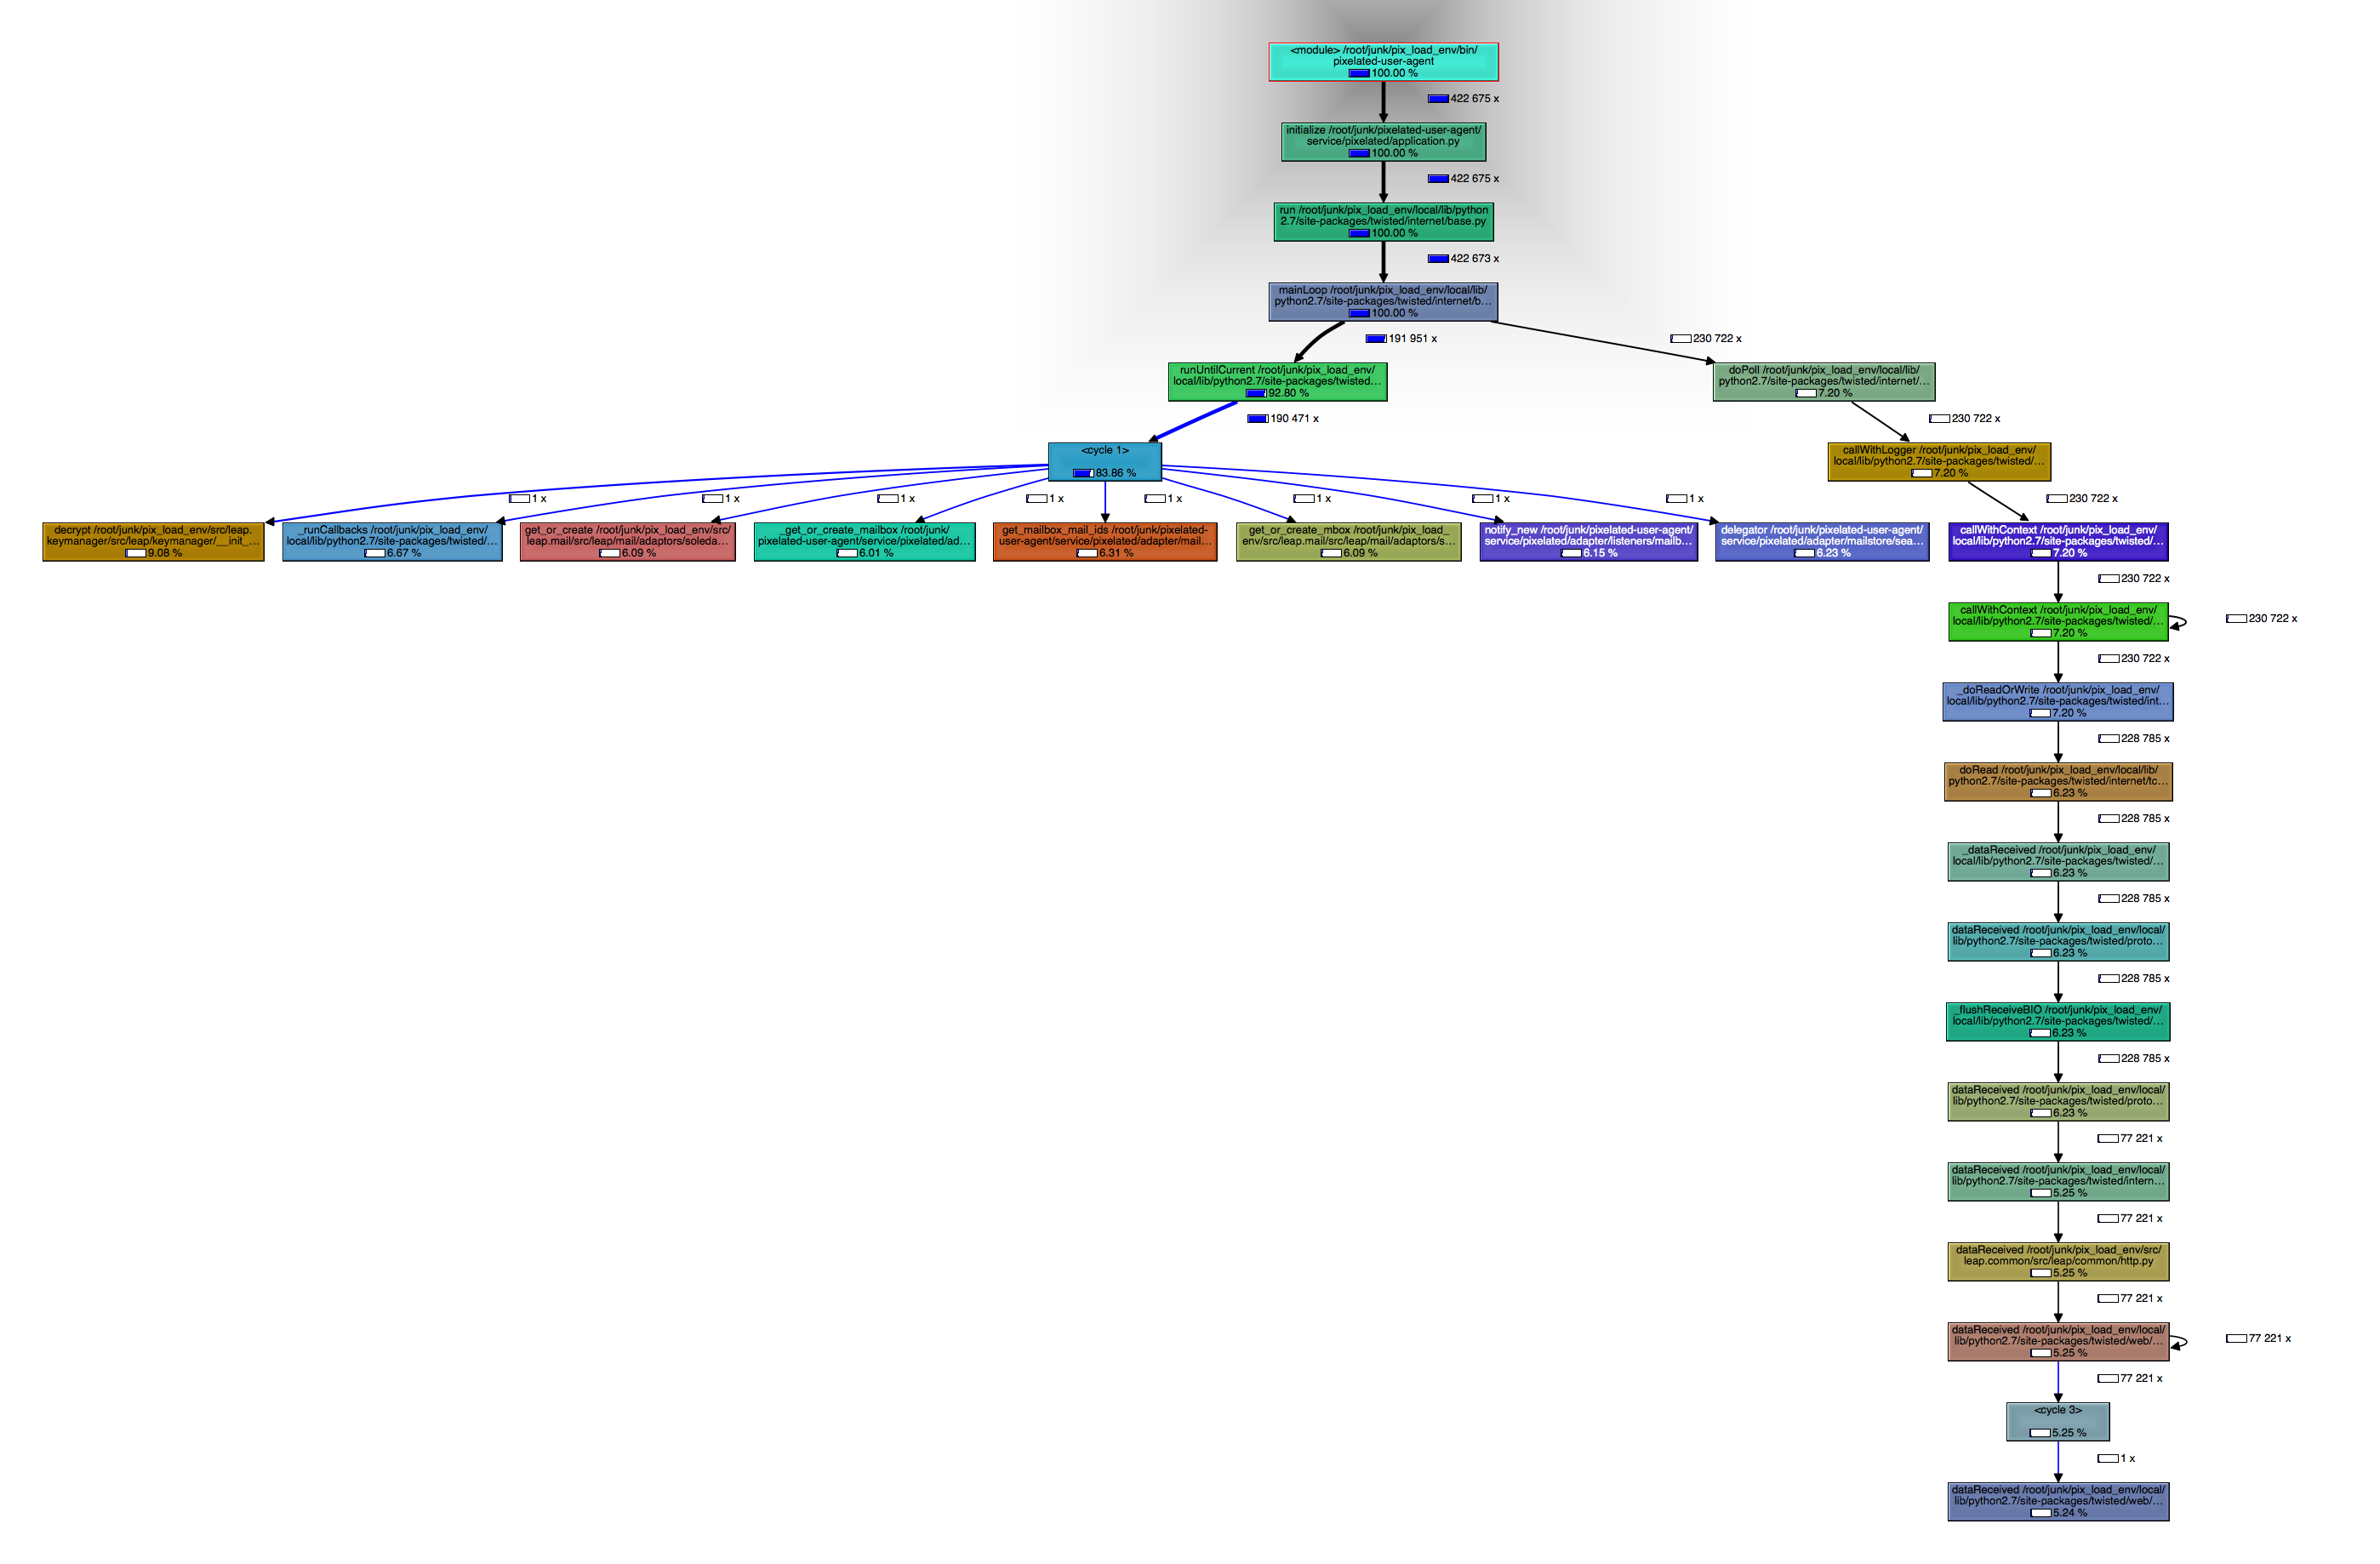 <module> /root/junk/pix_load_env/bin/
pixelated-user-agent
100.00 %
422 675 x
initialize /root/junk/pixelated-user-agent/
service/pixelated/application.py
100.00 %
422 675 x
run /root/junk/pix_load_env/local/lib/python
2.7/site-packages/twisted/internet/base.py
100.00 %
422 673 x
mainLoop /root/junk/pix_load_env/local/lib/
python2.7/site-packages/twisted/internet/b...
100.00 %
191 951 x
230 722 x
runUntilCurrent /root/junk/pix_load_env/
local/lib/python2.7/site-packages/twisted...
92.80 %
doPoll /root/junk/pix_load_env/local/lib/
python2.7/site-packages/twisted/internet/...
7.20 %
190 471 x
230 722 x
<cycle 1>
83.86 %
callWithLogger /root/junk/pix_load_env/
local/lib/python2.7/site-packages/twisted/...
7.20 %
1 x
1 x
1 x
1 x
1 x
1 x
1 x
1 x
230 722 x
decrypt /root/junk/pix_load_env/src/leap.
keymanager/src/leap/keymanager/__init_...
9.08 %
_runCallbacks /root/junk/pix_load_env/
local/lib/python2.7/site-packages/twisted/...
6.67 %
get_or_create /root/junk/pix_load_env/src/
leap.mail/src/leap/mail/adaptors/soleda...
6.09 %
_get_or_create_mailbox /root/junk/
pixelated-user-agent/service/pixelated/ad...
6.01 %
get_mailbox_mail_ids /root/junk/pixelated-
user-agent/service/pixelated/adapter/mail...
6.31 %
get_or_create_mbox /root/junk/pix_load_
env/src/leap.mail/src/leap/mail/adaptors/s...
6.09 %
notify_new /root/junk/pixelated-user-agent/
service/pixelated/adapter/listeners/mailb...
6.15 %
delegator /root/junk/pixelated-user-agent/
service/pixelated/adapter/mailstore/sea...
6.23 %
callWithContext /root/junk/pix_load_env/
local/lib/python2.7/site-packages/twisted/...
7.20 %
230 722 x
callWithContext /root/junk/pix_load_env/
local/lib/python2.7/site-packages/twisted/...
7.20 %
230 722 x
230 722 x
_doReadOrWrite /root/junk/pix_load_env/
local/lib/python2.7/site-packages/twisted/int...
7.20 %
228 785 x
doRead /root/junk/pix_load_env/local/lib/
python2.7/site-packages/twisted/internet/tc...
6.23 %
228 785 x
_dataReceived /root/junk/pix_load_env/
local/lib/python2.7/site-packages/twisted/...
6.23 %
228 785 x
dataReceived /root/junk/pix_load_env/local/
lib/python2.7/site-packages/twisted/proto...
6.23 %
228 785 x
_flushReceiveBIO /root/junk/pix_load_env/
local/lib/python2.7/site-packages/twisted/...
6.23 %
228 785 x
dataReceived /root/junk/pix_load_env/local/
lib/python2.7/site-packages/twisted/proto...
6.23 %
77 221 x
dataReceived /root/junk/pix_load_env/local/
lib/python2.7/site-packages/twisted/intern...
5.25 %
77 221 x
dataReceived /root/junk/pix_load_env/src/
leap.common/src/leap/common/http.py
5.25 %
77 221 x
dataReceived /root/junk/pix_load_env/local/
lib/python2.7/site-packages/twisted/web/...
5.25 %
77 221 x
77 221 x
<cycle 3>
5.25 %
1 x
dataReceived /root/junk/pix_load_env/local/
lib/python2.7/site-packages/twisted/web/...
5.24 %